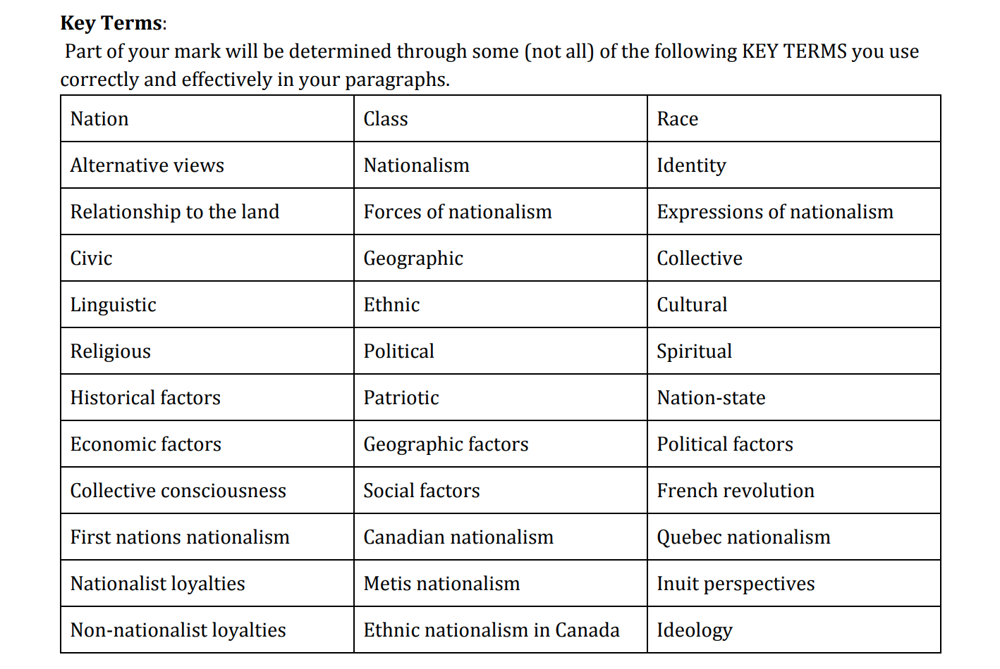 Key Terms:
Part of your mark will be determined through some (not all) of the following KEY TERMS you use
correctly and effectively in your paragraphs.
Nation Class Race
Alternative views Nationalism Identity
Relationship to the land Forces of nationalism Expressions of nationalism
Civic Geographic Collective
Linguistic Ethnic Cultural
Religious Political Spiritual
Historical factors Patriotic Nation-state
Economic factors Geographic factors Political factors
Collective consciousness Social factors French revolution
First nations nationalism Canadian nationalism Quebec nationalism
Nationalist loyalties Metis nationalism Inuit perspectives
Non-nationalist loyalties Ethnic nationalism in Canada Ideology